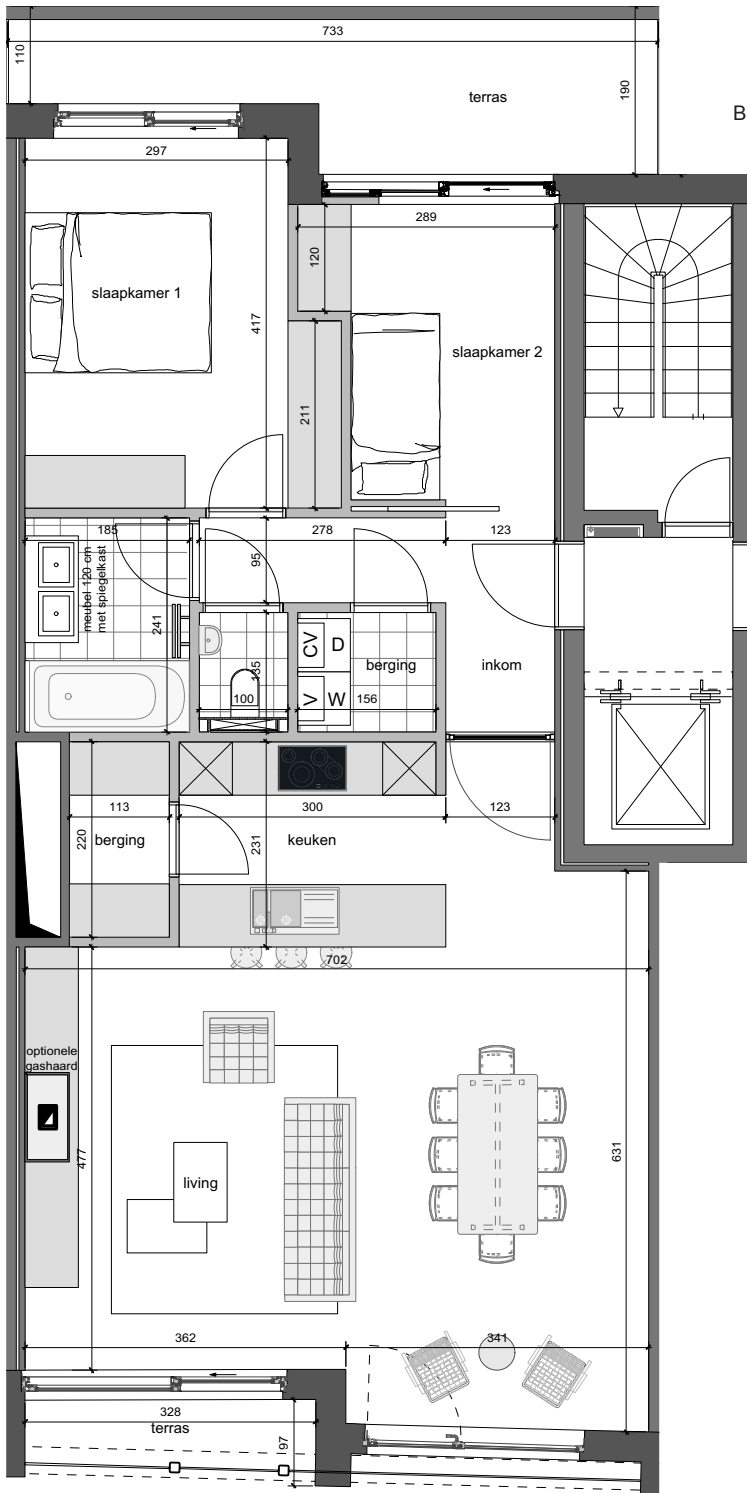 733
110
190
terras
B
297
289
120
slaapkamer 1
417
slaapkamer 2
211
185
278
123
95
meubel 120 cm
met spiegelkast
241
135
CV
D
V
W
berging
inkom
100
156
113
300
123
220
berging
231
keuken
702
optionele
gashaard
477
living
631
362
341
328
terras
97